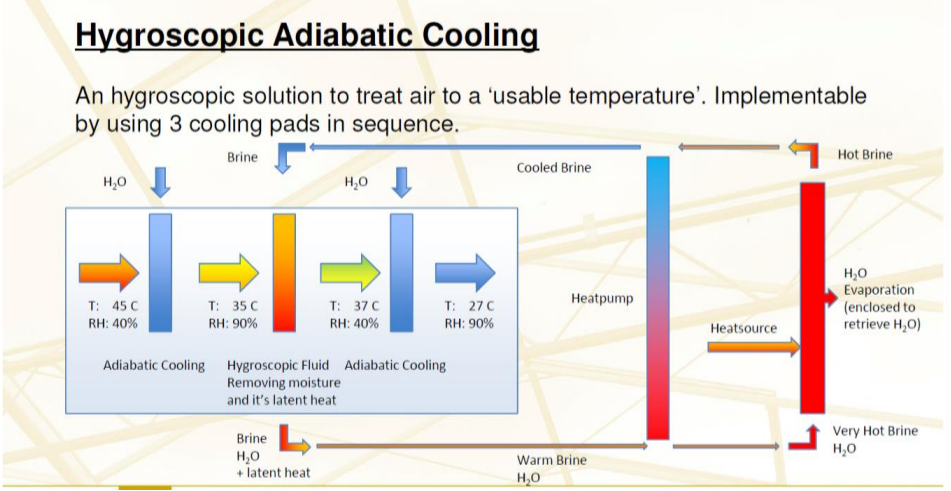 Hygroscopic Adiabatic Cooling
An hygroscopic solution to treat air to a ‘usable temperature’. Implementable
by using 3 cooling pads in sequence.
Brine
H₂O
H₂O
Cooled Brine
Hot Brine
T: 45 C
RH: 40%
T: 35 C
RH: 90%
T: 37 C
RH: 40%
T: 27 C
RH: 90%
Adiabatic Cooling
Hygroscopic Fluid
Removing moisture
and it's latent heat
Adiabatic Cooling
Heatpump
Heatsource
H₂O
Evaporation
(enclosed to
retrieve H₂O)
Brine
H₂O
+ latent heat
Warm Brine
H₂O
Very Hot Brine
H₂O